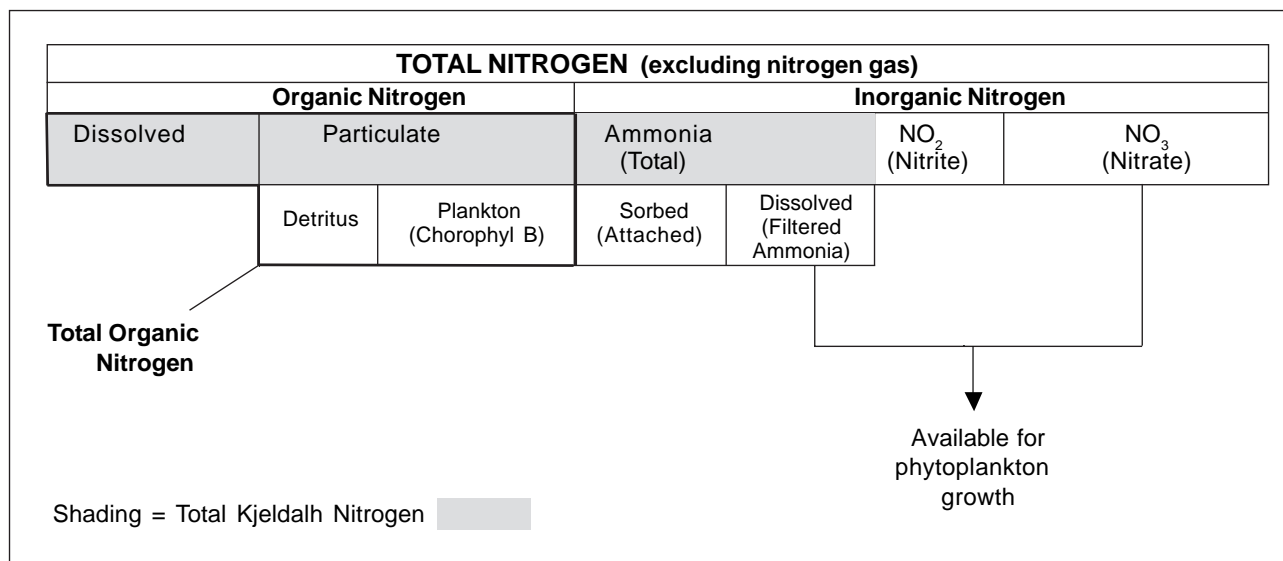 TOTAL NITROGEN (excluding nitrogen gas)
Organic Nitrogen
Inorganic Nitrogen
Dissolved
Particulate
Ammonia
(Total)
NO2
(Nitrite)
NO3
(Nitrate)
Detritus
Plankton
(Chorophyl B)
Sorbed
(Attached)
Dissolved
(Filtered
Ammonia)
Total Organic
Nitrogen
Available for
phytoplankton
growth
Shading = Total Kjeldalh Nitrogen